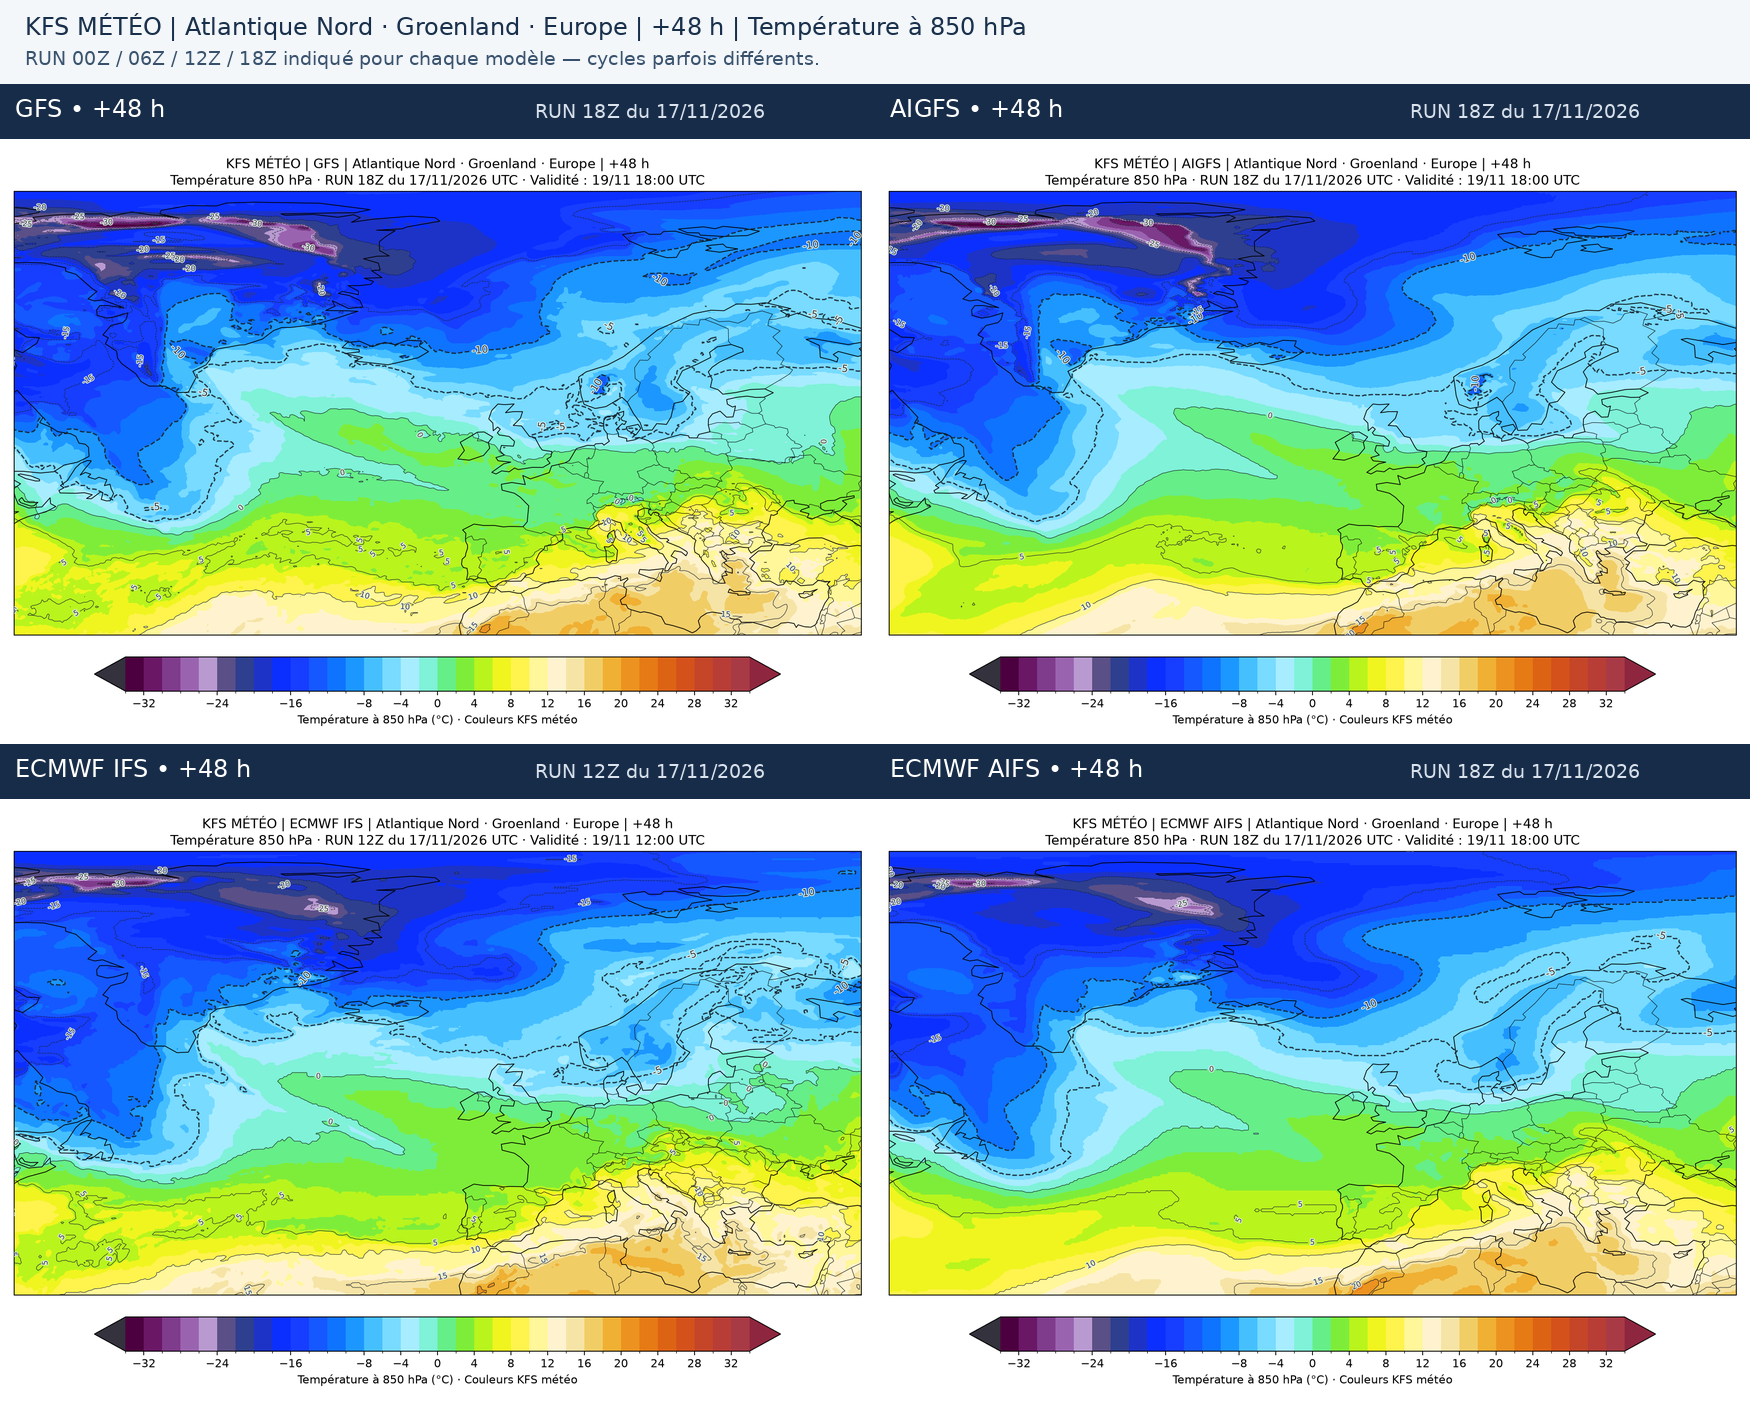 KFS MÉTÉO | Atlantique Nord · Groenland · Europe | +48 h | Température à 850 hPa
RUN 00Z / 06Z / 12Z / 18Z indiqué pour chaque modèle — cycles parfois différents.
GFS • +48 h
RUN 18Z du 17/11/2026
AIGFS • +48 h
RUN 18Z du 17/11/2026
KFS MÉTÉO | GFS | Atlantique Nord · Groenland · Europe | +48 h
Température 850 hPa · RUN 18Z du 17/11/2026 UTC · Validité : 19/11 18:00 UTC
KFS MÉTÉO | AIGFS | Atlantique Nord · Groenland · Europe | +48 h
Température 850 hPa · RUN 18Z du 17/11/2026 UTC · Validité : 19/11 18:00 UTC
−32 −24 −16 −8 −4 0 4 8 12 16 20 24 28 32
Température à 850 hPa (°C) · Couleurs KFS météo
−32 −24 −16 −8 −4 0 4 8 12 16 20 24 28 32
Température à 850 hPa (°C) · Couleurs KFS météo
ECMWF IFS • +48 h
RUN 12Z du 17/11/2026
ECMWF AIFS • +48 h
RUN 18Z du 17/11/2026
KFS MÉTÉO | ECMWF IFS | Atlantique Nord · Groenland · Europe | +48 h
Température 850 hPa · RUN 12Z du 17/11/2026 UTC · Validité : 19/11 12:00 UTC
KFS MÉTÉO | ECMWF AIFS | Atlantique Nord · Groenland · Europe | +48 h
Température 850 hPa · RUN 18Z du 17/11/2026 UTC · Validité : 19/11 18:00 UTC
−32 −24 −16 −8 −4 0 4 8 12 16 20 24 28 32
Température à 850 hPa (°C) · Couleurs KFS météo
−32 −24 −16 −8 −4 0 4 8 12 16 20 24 28 32
Température à 850 hPa (°C) · Couleurs KFS météo